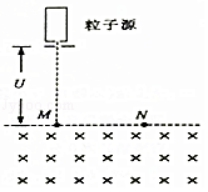 粒子源
U
M
N
× × × × × × ×
× × × × × × ×
× × × × × × ×